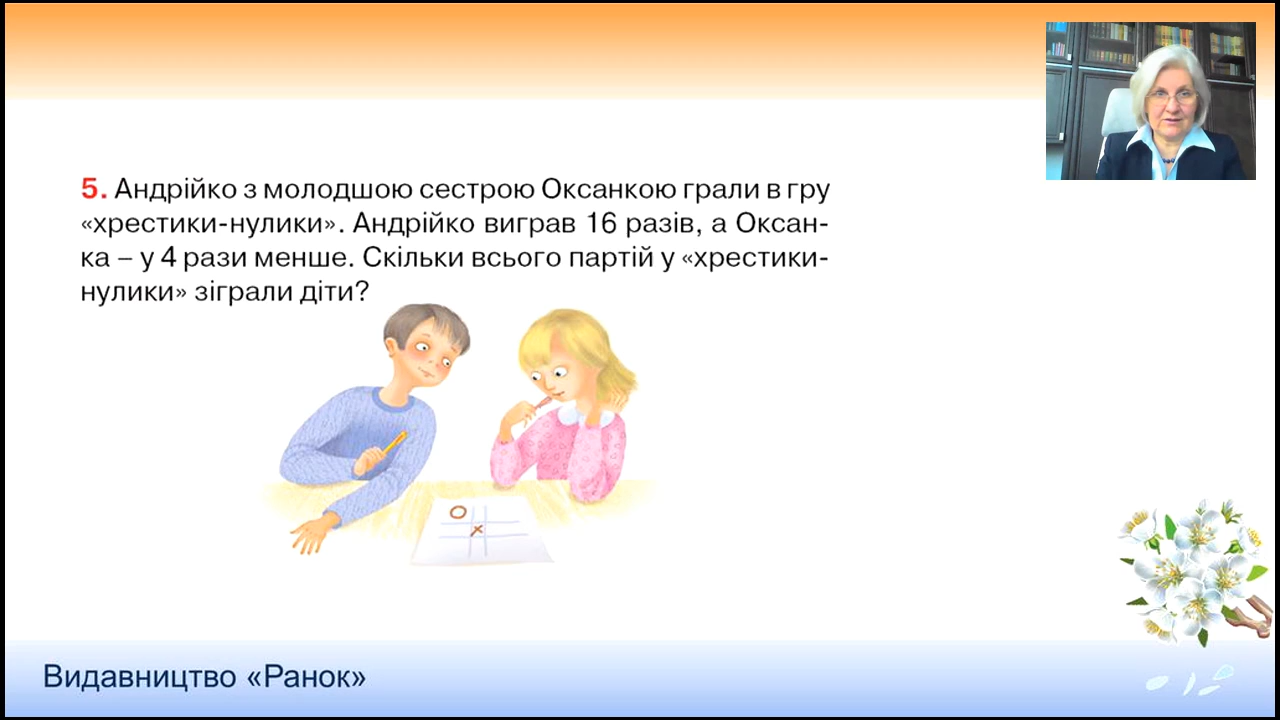 5. Андрійко з молодшою сестрою Оксанкою грали в гру
«хрестики-нулики». Андрійко виграв 16 разів, а Оксан-
ка – у 4 рази менше. Скільки всього партій у «хрестики-
нулики» зіграли діти?
Видавництво «Ранок»